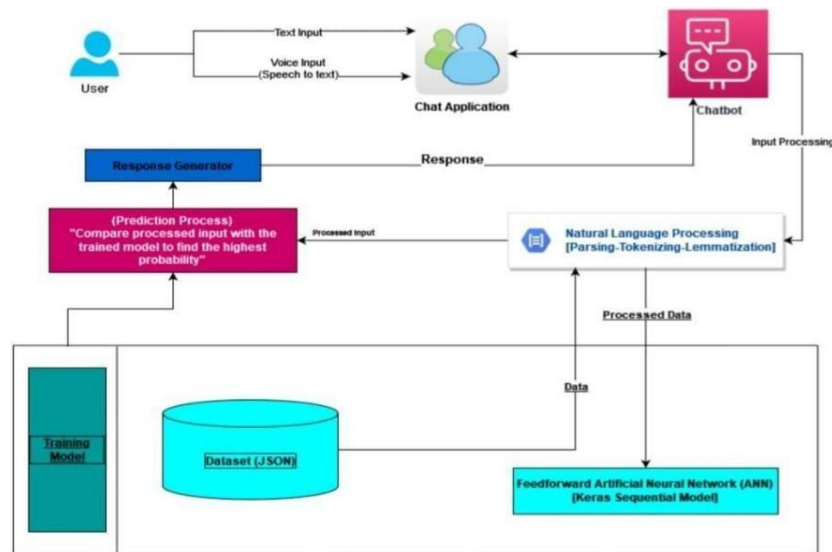 Text Input
Voice Input
(Speech to text)
User
Chat Application
Chatbot
Input Processing
Response Generator
Response
(Prediction Process)
"Compare processed input with the
trained model to find the highest
probability"
Processed Input
Natural Language Processing
[Parsing-Tokenizing-Lemmatization]
Processed Data
Data
Training
Model
Dataset (JSON)
Feedforward Artificial Neural Network (ANN)
[Keras Sequential Model]